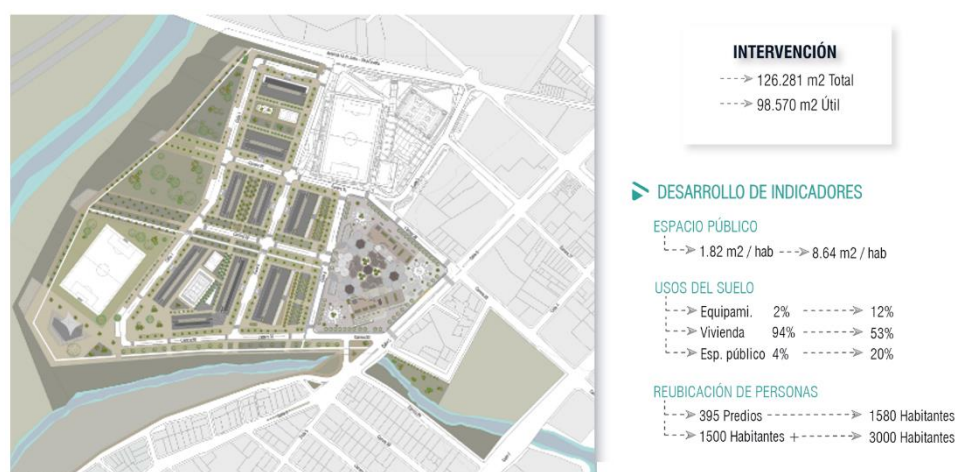 INTERVENCIÓN
126.281 m2 Total
98.570 m2 Útil
DESARROLLO DE INDICADORES
ESPACIO PÚBLICO
1.82 m2 / hab 8.64 m2 / hab
USOS DEL SUELO
Equipami. 2% 12%
Vivienda 94% 53%
Esp. público 4% 20%
REUBICACIÓN DE PERSONAS
395 Predios 1580 Habitantes
1500 Habitantes + 3000 Habitantes